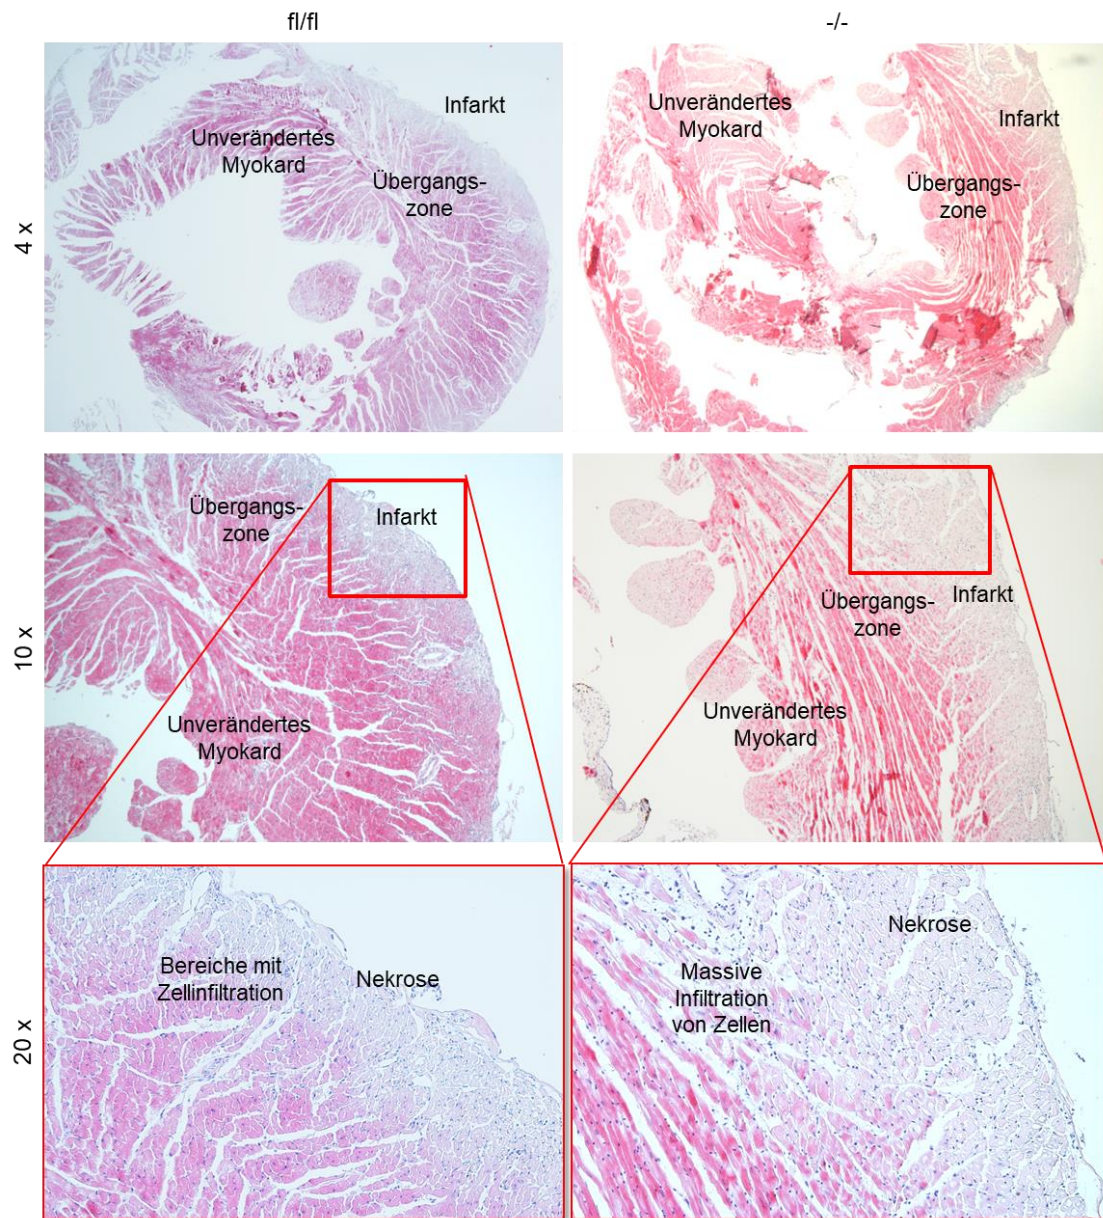 fl/fl
-/-
4 x
Unverändertes
Myokard
Infarkt
Übergangs-
zone
Unverändertes
Myokard
Infarkt
Übergangs-
zone
10 x
Übergangs-
zone
Infarkt
Unverändertes
Myokard
Infarkt
Übergangs-
zone
Unverändertes
Myokard
20 x
Bereiche mit
Zellinfiltration
Nekrose
Nekrose
Massive
Infiltration
von Zellen